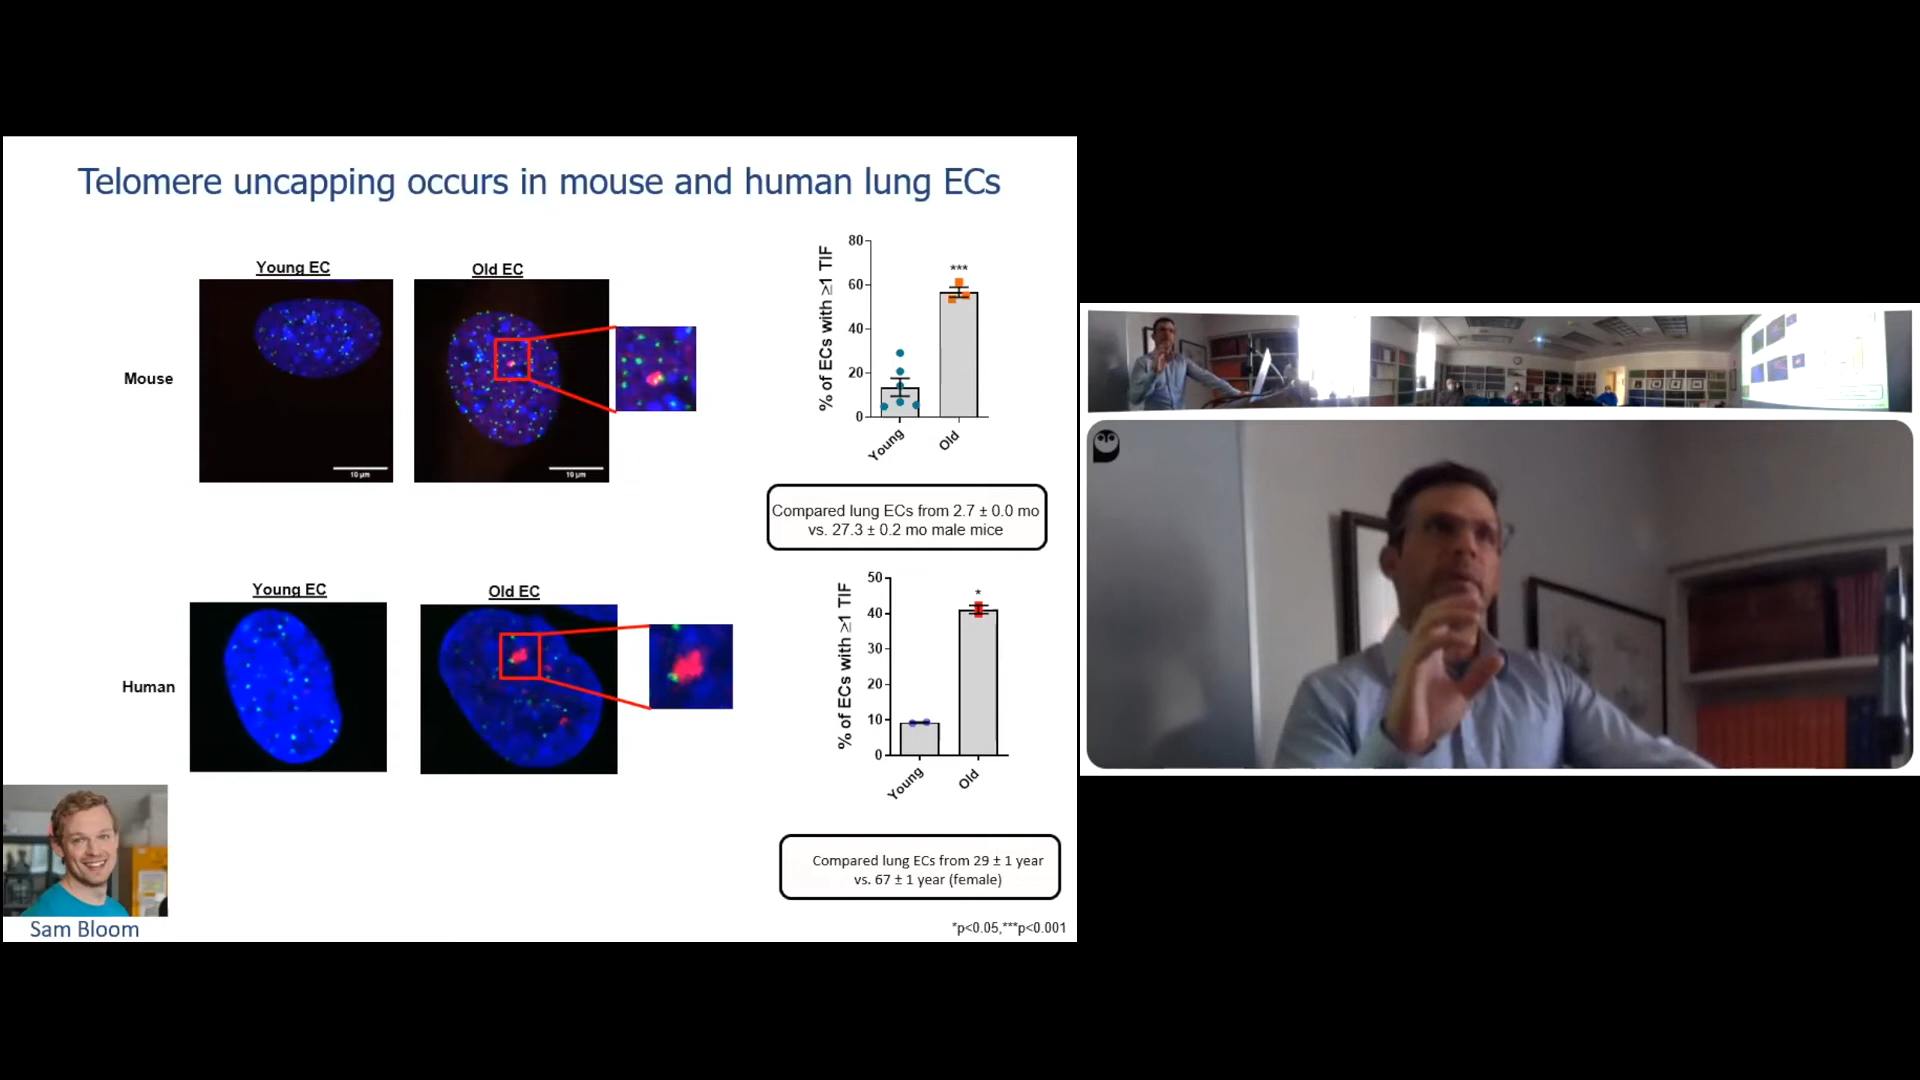 Telomere uncapping occurs in mouse and human lung ECs
Young EC
Old EC
Mouse
10 µm
10 µm
% of ECs with ≥1 TIF
80
60
40
20
0
***
Young
Old
Compared lung ECs from 2.7 ± 0.0 mo
vs. 27.3 ± 0.2 mo male mice
Young EC
Old EC
Human
% of ECs with ≥1 TIF
50
40
30
20
10
0
*
Young
Old
Compared lung ECs from 29 ± 1 year
vs. 67 ± 1 year (female)
Sam Bloom
*p<0.05,***p<0.001